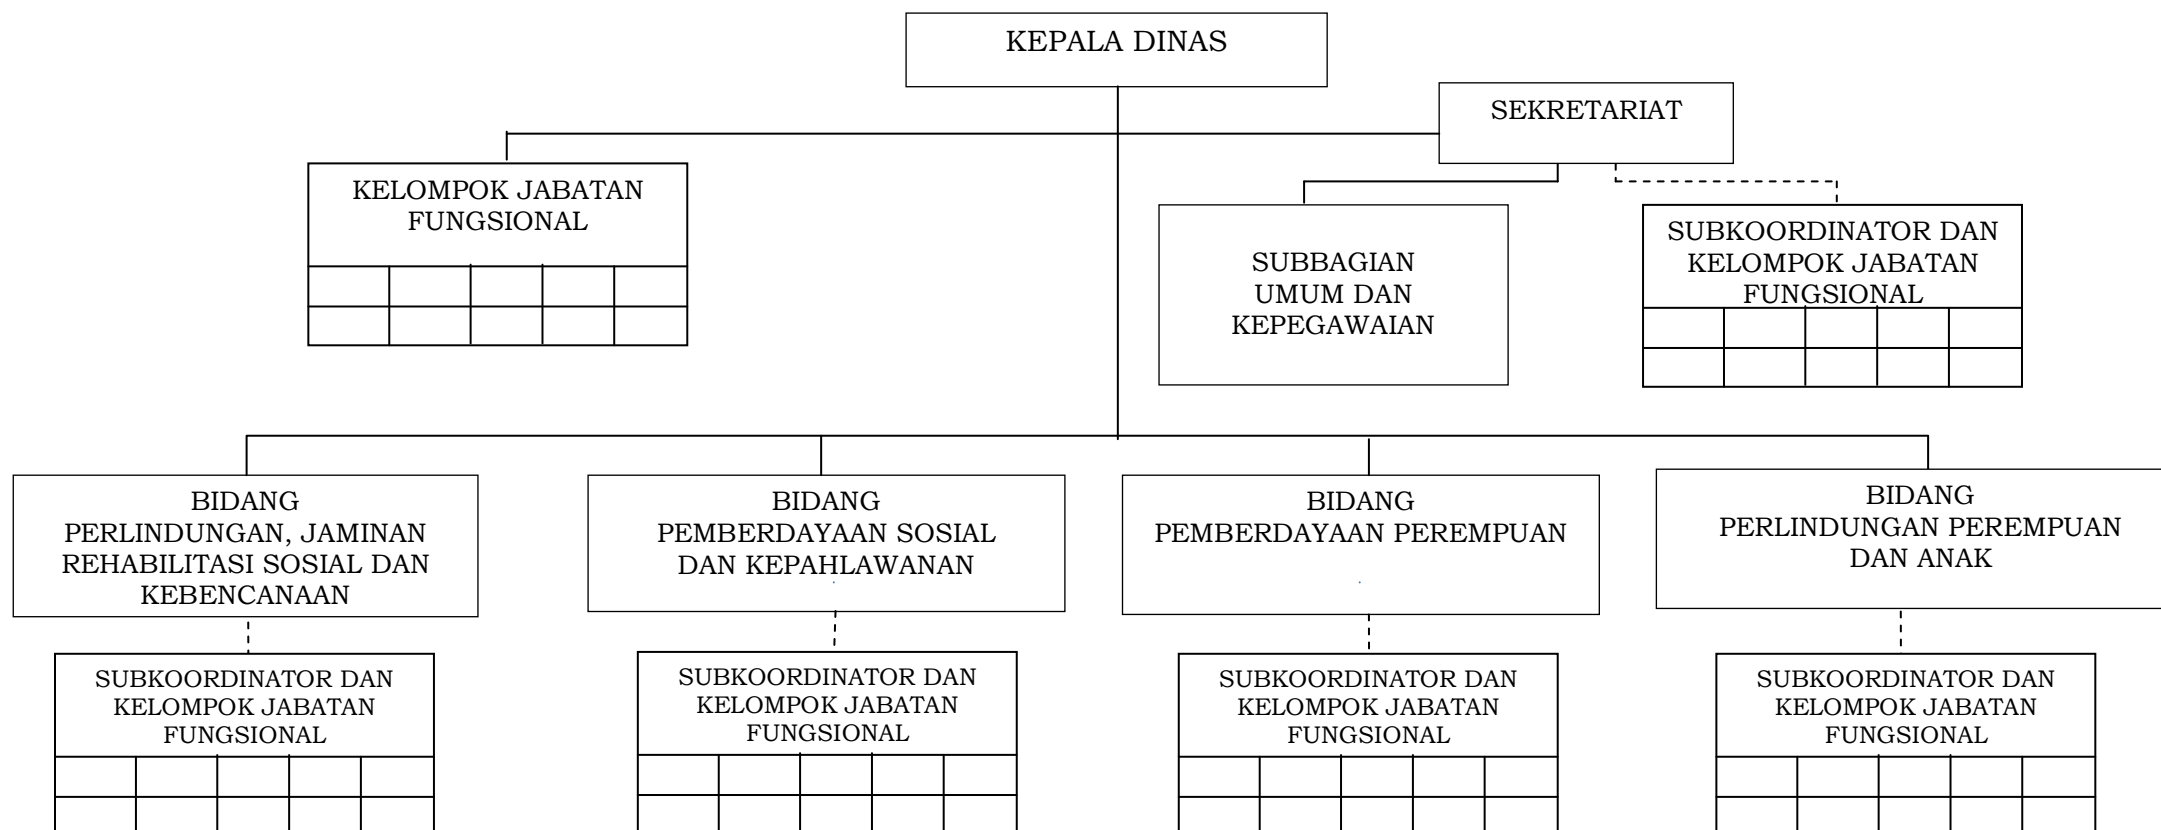 KEPALA DINAS
SEKRETARIAT
KELOMPOK JABATAN
FUNGSIONAL
SUBBAGIAN
UMUM DAN
KEPEGAWAIAN
SUBKOORDINATOR DAN
KELOMPOK JABATAN
FUNGSIONAL
BIDANG
PERLINDUNGAN, JAMINAN
REHABILITASI SOSIAL DAN
KEBENCANAAN
BIDANG
PEMBERDAYAAN SOSIAL
DAN KEPAHLAWANAN
BIDANG
PEMBERDAYAAN PEREMPUAN
BIDANG
PERLINDUNGAN PEREMPUAN
DAN ANAK
SUBKOORDINATOR DAN
KELOMPOK JABATAN
FUNGSIONAL
SUBKOORDINATOR DAN
KELOMPOK JABATAN
FUNGSIONAL
SUBKOORDINATOR DAN
KELOMPOK JABATAN
FUNGSIONAL
SUBKOORDINATOR DAN
KELOMPOK JABATAN
FUNGSIONAL